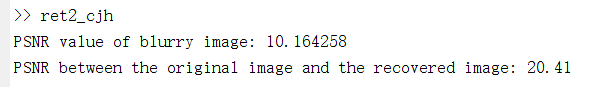 >> ret2_cjh
PSNR value of blurry image: 10.164258
PSNR between the original image and the recovered image: 20.41